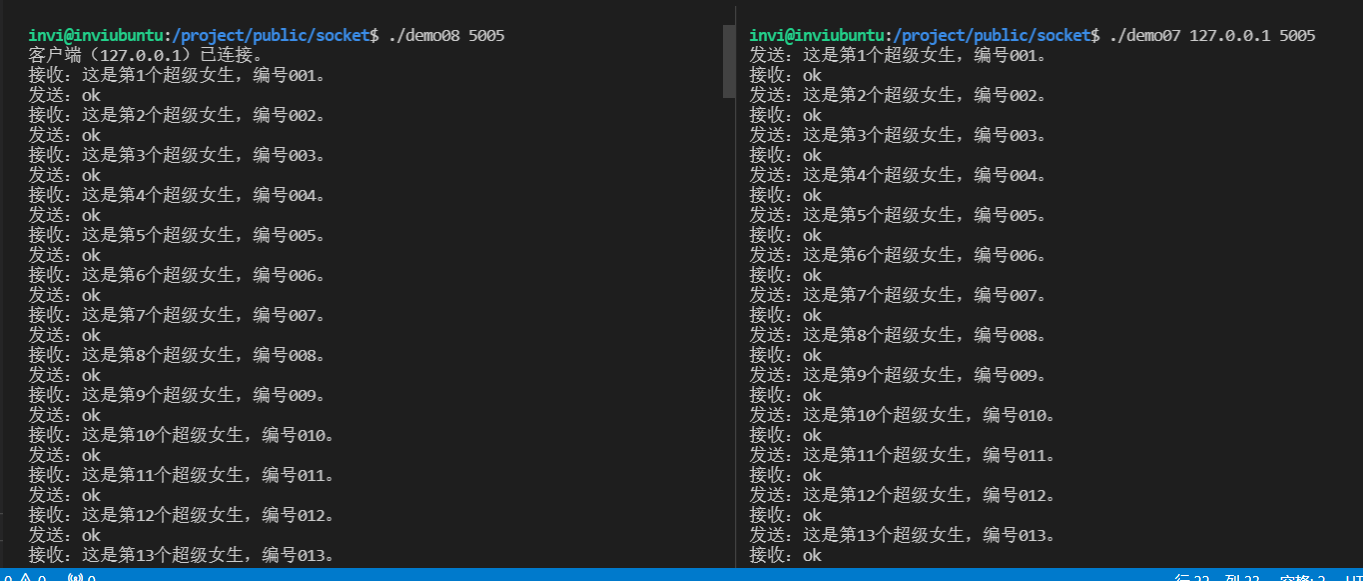 invi@inviubuntu:/project/public/socket$ ./demo08 5005
客户端（127.0.0.1）已连接。
接收：这是第1个超级女生，编号001。
发送：ok
接收：这是第2个超级女生，编号002。
发送：ok
接收：这是第3个超级女生，编号003。
发送：ok
接收：这是第4个超级女生，编号004。
发送：ok
接收：这是第5个超级女生，编号005。
发送：ok
接收：这是第6个超级女生，编号006。
发送：ok
接收：这是第7个超级女生，编号007。
发送：ok
接收：这是第8个超级女生，编号008。
发送：ok
接收：这是第9个超级女生，编号009。
发送：ok
接收：这是第10个超级女生，编号010。
发送：ok
接收：这是第11个超级女生，编号011。
发送：ok
接收：这是第12个超级女生，编号012。
发送：ok
接收：这是第13个超级女生，编号013。
invi@inviubuntu:/project/public/socket$ ./demo07 127.0.0.1 5005
发送：这是第1个超级女生，编号001。
接收：ok
发送：这是第2个超级女生，编号002。
接收：ok
发送：这是第3个超级女生，编号003。
接收：ok
发送：这是第4个超级女生，编号004。
接收：ok
发送：这是第5个超级女生，编号005。
接收：ok
发送：这是第6个超级女生，编号006。
接收：ok
发送：这是第7个超级女生，编号007。
接收：ok
发送：这是第8个超级女生，编号008。
接收：ok
发送：这是第9个超级女生，编号009。
接收：ok
发送：这是第10个超级女生，编号010。
接收：ok
发送：这是第11个超级女生，编号011。
接收：ok
发送：这是第12个超级女生，编号012。
接收：ok
发送：这是第13个超级女生，编号013。
接收：ok